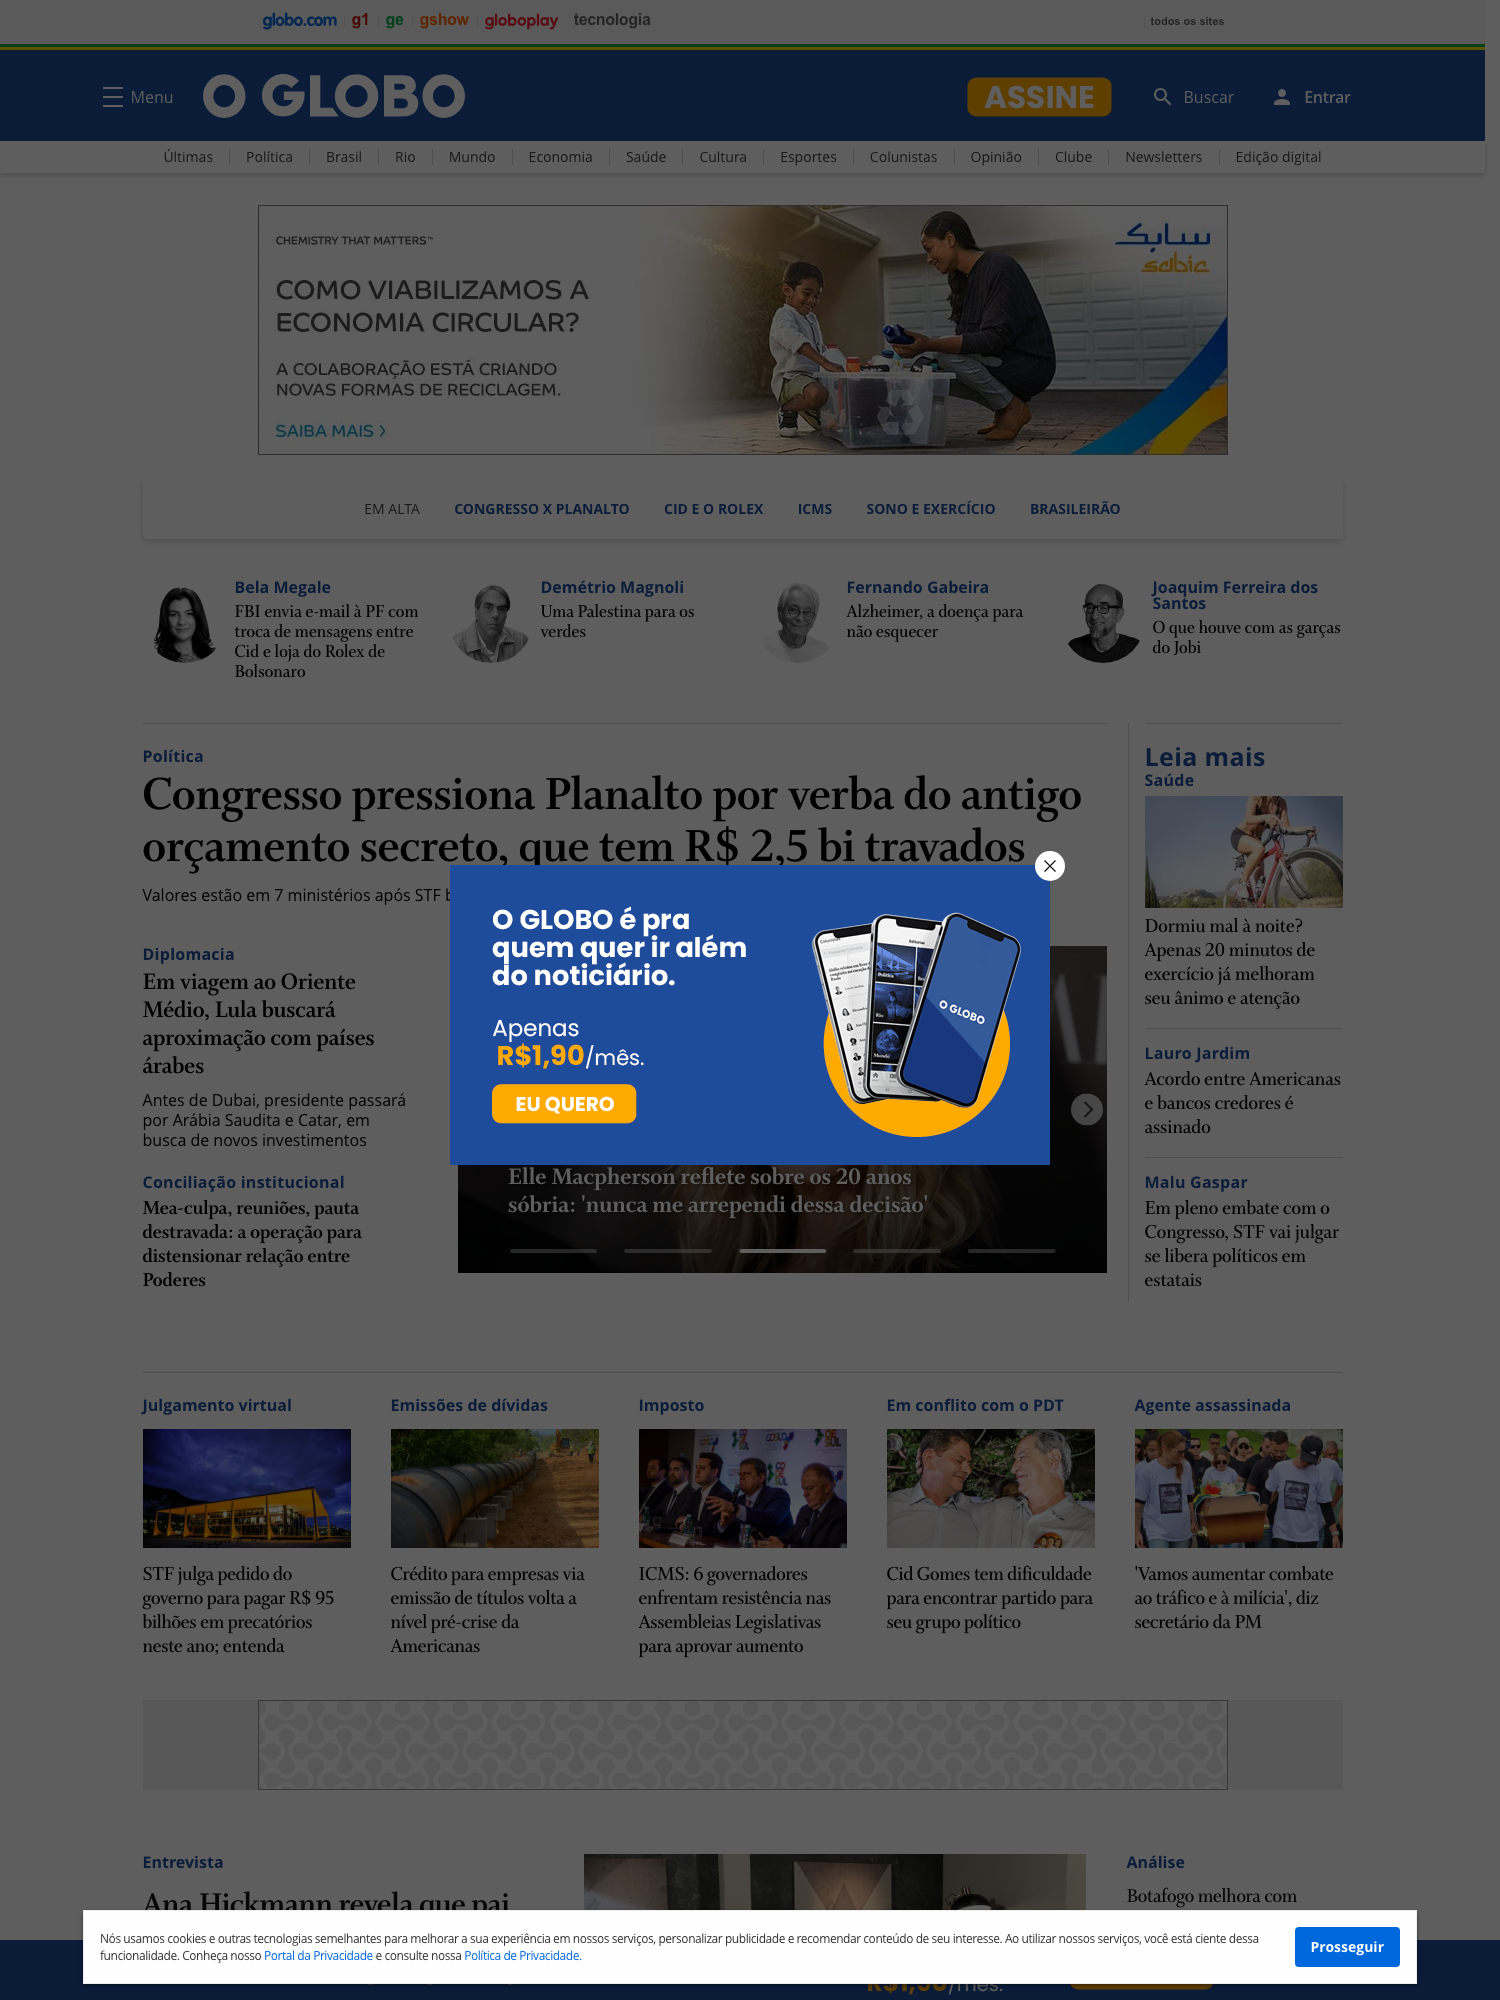 globo.com g1 ge gshow globoplay tecnologia todos os sites
Menu O GLOBO ASSINE Buscar Entrar
Últimas Política Brasil Rio Mundo Economia Saúde Cultura Esportes Colunistas Opinião Clube Newsletters Edição digital
CHEMISTRY THAT MATTERS™
سابك
sabic
COMO VIABILIZAMOS A
ECONOMIA CIRCULAR?
A COLABORAÇÃO ESTÁ CRIANDO
NOVAS FORMAS DE RECICLAGEM.
SAIBA MAIS >
EM ALTA CONGRESSO X PLANALTO CID E O ROLEX ICMS SONO E EXERCÍCIO BRASILEIRÃO
Bela Megale
FBI envia e-mail à PF com
troca de mensagens entre
Cid e loja do Rolex de
Bolsonaro
Demétrio Magnoli
Uma Palestina para os
verdes
Fernando Gabeira
Alzheimer, a doença para
não esquecer
Joaquim Ferreira dos
Santos
O que houve com as garças
do Jobi
Política
Congresso pressiona Planalto por verba do antigo
orçamento secreto, que tem R$ 2,5 bi travados
Valores estão em 7 ministérios após STF
Diplomacia
Em viagem ao Oriente
Médio, Lula buscará
aproximação com países
árabes
Antes de Dubai, presidente passará
por Arábia Saudita e Catar, em
busca de novos investimentos
Conciliação institucional
Mea-culpa, reuniões, pauta
destravada: a operação para
distensionar relação entre
Poderes
O GLOBO é pra
quem quer ir além
do noticiário.
Apenas
R$1,90/mês.
EU QUERO
Colunistas
Editorias
Política
Rio
Mundo
O GLOBO
Elle Macpherson reflete sobre os 20 anos
sóbria: 'nunca me arrependi dessa decisão'
Leia mais
Saúde
Dormiu mal à noite?
Apenas 20 minutos de
exercício já melhoram
seu ânimo e atenção
Lauro Jardim
Acordo entre Americanas
e bancos credores é
assinado
Malu Gaspar
Em pleno embate com o
Congresso, STF vai julgar
se libera políticos em
estatais
Julgamento virtual
STF julga pedido do
governo para pagar R$ 95
bilhões em precatórios
neste ano; entenda
Emissões de dívidas
Crédito para empresas via
emissão de títulos volta a
nível pré-crise da
Americanas
Imposto
ICMS: 6 governadores
enfrentam resistência nas
Assembleias Legislativas
para aprovar aumento
Em conflito com o PDT
Cid Gomes tem dificuldade
para encontrar partido para
seu grupo político
Agente assassinada
'Vamos aumentar combate
ao tráfico e à milícia', diz
secretário da PM
Entrevista
Ana Hickmann revela que pai
Análise
Botafogo melhora com
Nós usamos cookies e outras tecnologias semelhantes para melhorar a sua experiência em nossos serviços, personalizar publicidade e recomendar conteúdo de seu interesse. Ao utilizar nossos serviços, você está ciente dessa
funcionalidade. Conheça nosso Portal da Privacidade e consulte nossa Política de Privacidade.
Prosseguir
R$1,90/mês.